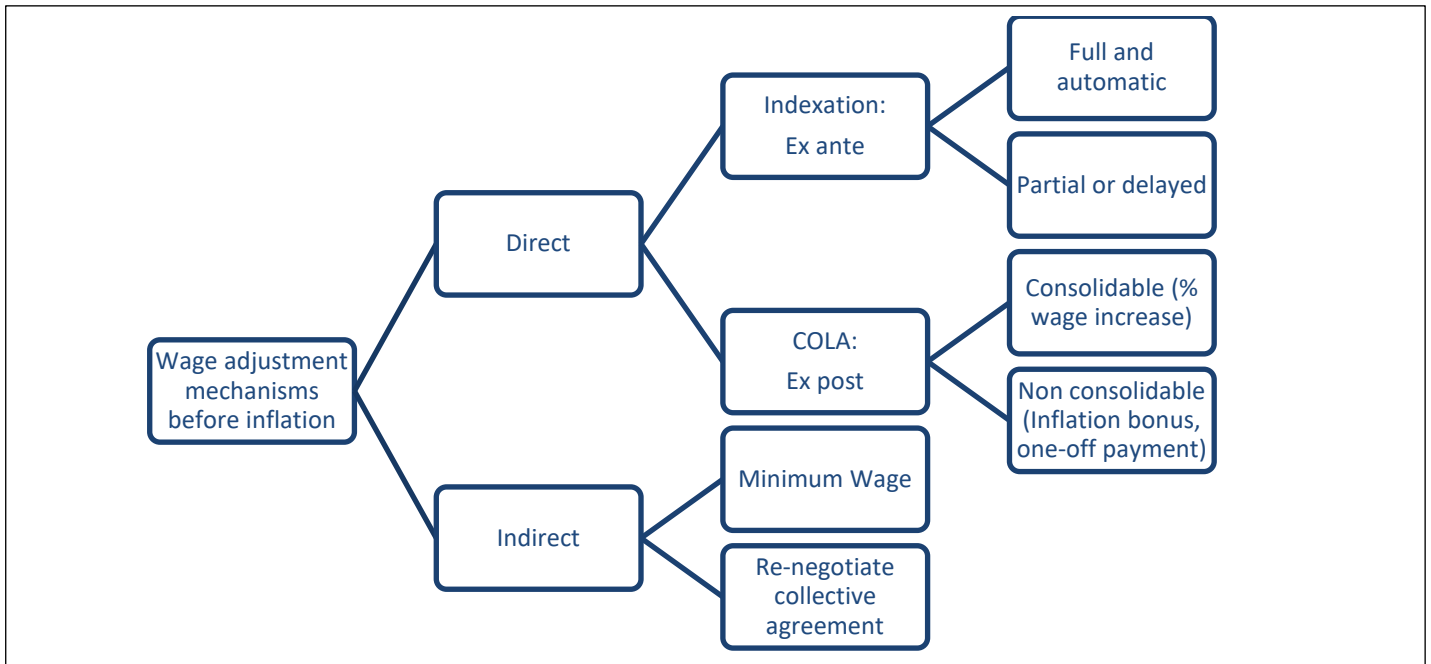 Wage adjustment
mechanisms
before inflation
Direct
Indirect
Indexation:
Ex ante
COLA:
Ex post
Minimum Wage
Re-negotiate
collective
agreement
Full and
automatic
Partial or delayed
Consolidable (%
wage increase)
Non consolidable
(Inflation bonus,
one-off payment)